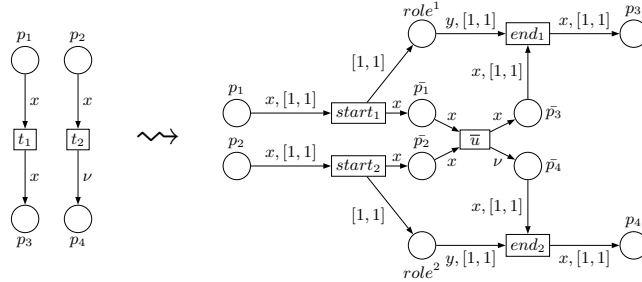 p₁ p₂
x x
t₁ t₂
x ν
p₃ p₄
role¹
y, [1, 1] end₁ x, [1, 1] p₃
[1, 1] x, [1, 1]
p₁ x, [1, 1] start₁ x p̄₁ x x p̄₃
u̅
p₂ x, [1, 1] start₂ x p̄₂ x ν p̄₄
[1, 1] x, [1, 1]
role² y, [1, 1] end₂ x, [1, 1] p₄